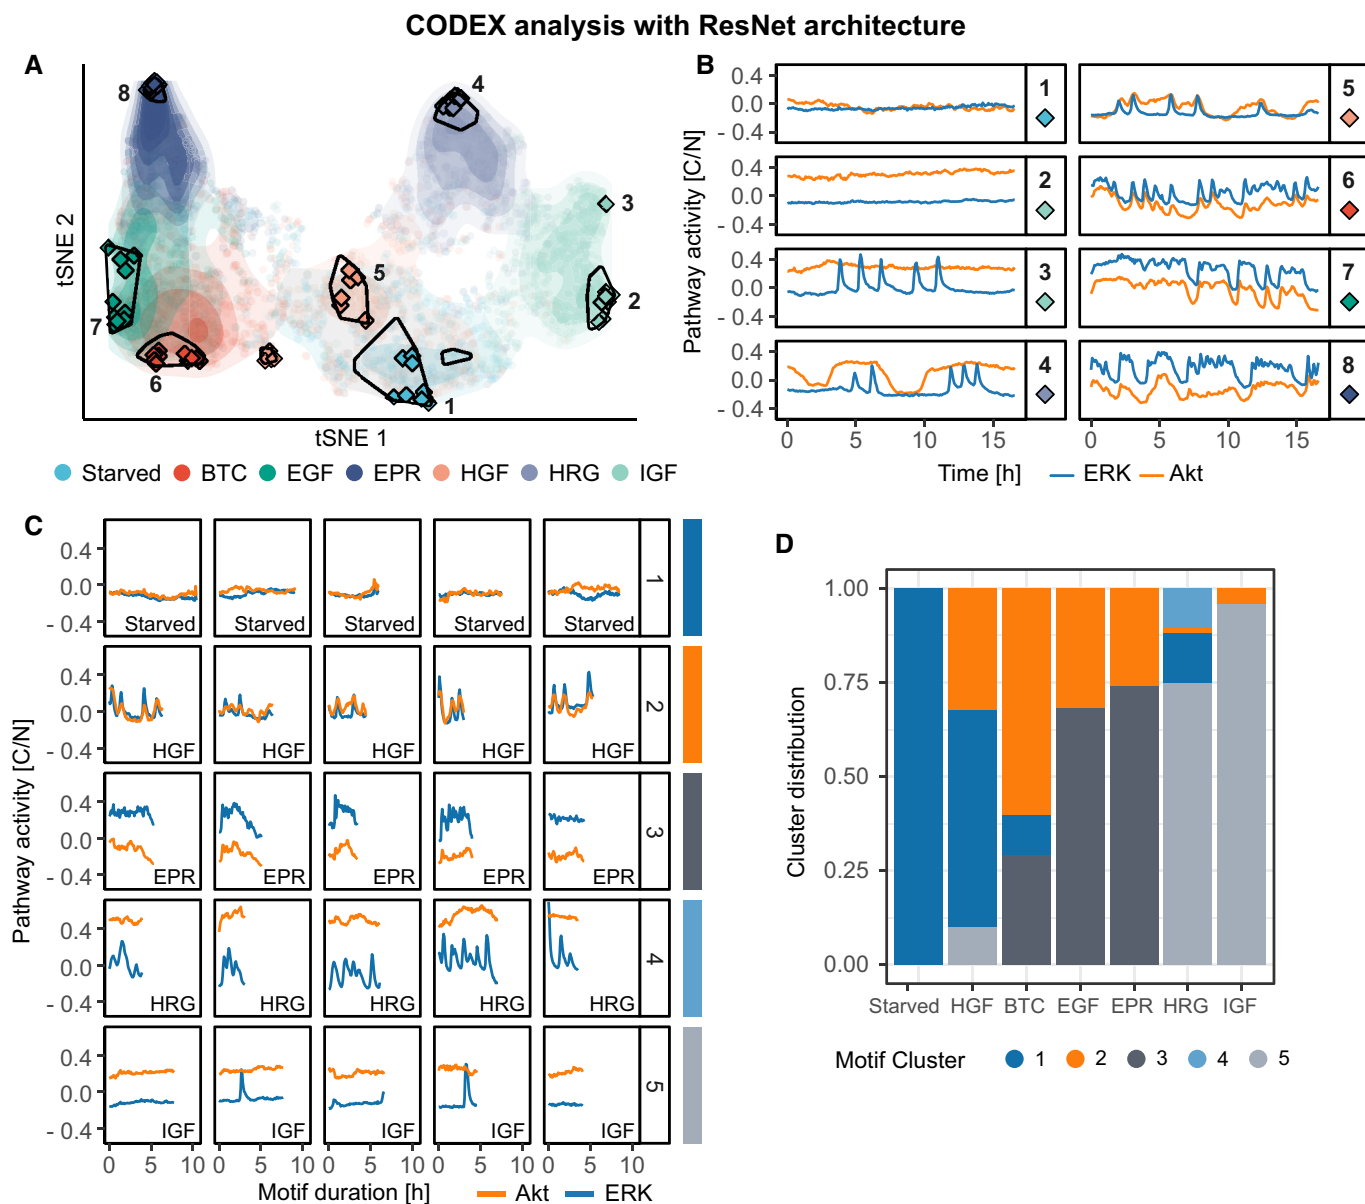 CODEX analysis with ResNet architecture
A
tSNE 2
8
4
3
5
2
7
6
1
tSNE 1
Starved BTC EGF EPR HGF HRG IGF
B
Pathway activity [C/N]
0.4
0.0
- 0.4
1
5
0.4
0.0
- 0.4
2
6
0.4
0.0
- 0.4
3
7
0.4
0.0
- 0.4
4
8
0 5 10 15 0 5 10 15
Time [h] ERK Akt
C
Pathway activity [C/N]
0.4
0.0
- 0.4
Starved Starved Starved Starved Starved
1
0.4
0.0
- 0.4
HGF HGF HGF HGF HGF
2
0.4
0.0
- 0.4
EPR EPR EPR EPR EPR
3
0.4
0.0
- 0.4
HRG HRG HRG HRG HRG
4
0.4
0.0
- 0.4
IGF IGF IGF IGF IGF
5
0 5 10 0 5 10 0 5 10 0 5 10 0 5 10
Motif duration [h] Akt ERK
D
Cluster distribution
1.00
0.75
0.50
0.25
0.00
Starved HGF BTC EGF EPR HRG IGF
Motif Cluster 1 2 3 4 5